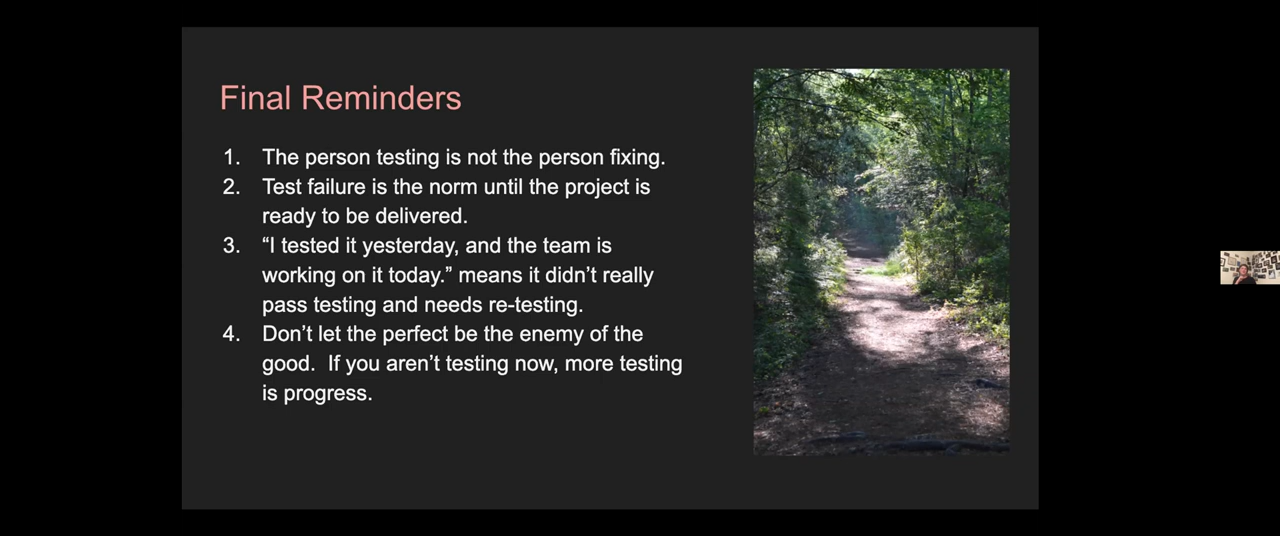 Final Reminders
1. The person testing is not the person fixing.
2. Test failure is the norm until the project is
ready to be delivered.
3. “I tested it yesterday, and the team is
working on it today.” means it didn’t really
pass testing and needs re-testing.
4. Don’t let the perfect be the enemy of the
good.  If you aren’t testing now, more testing
is progress.